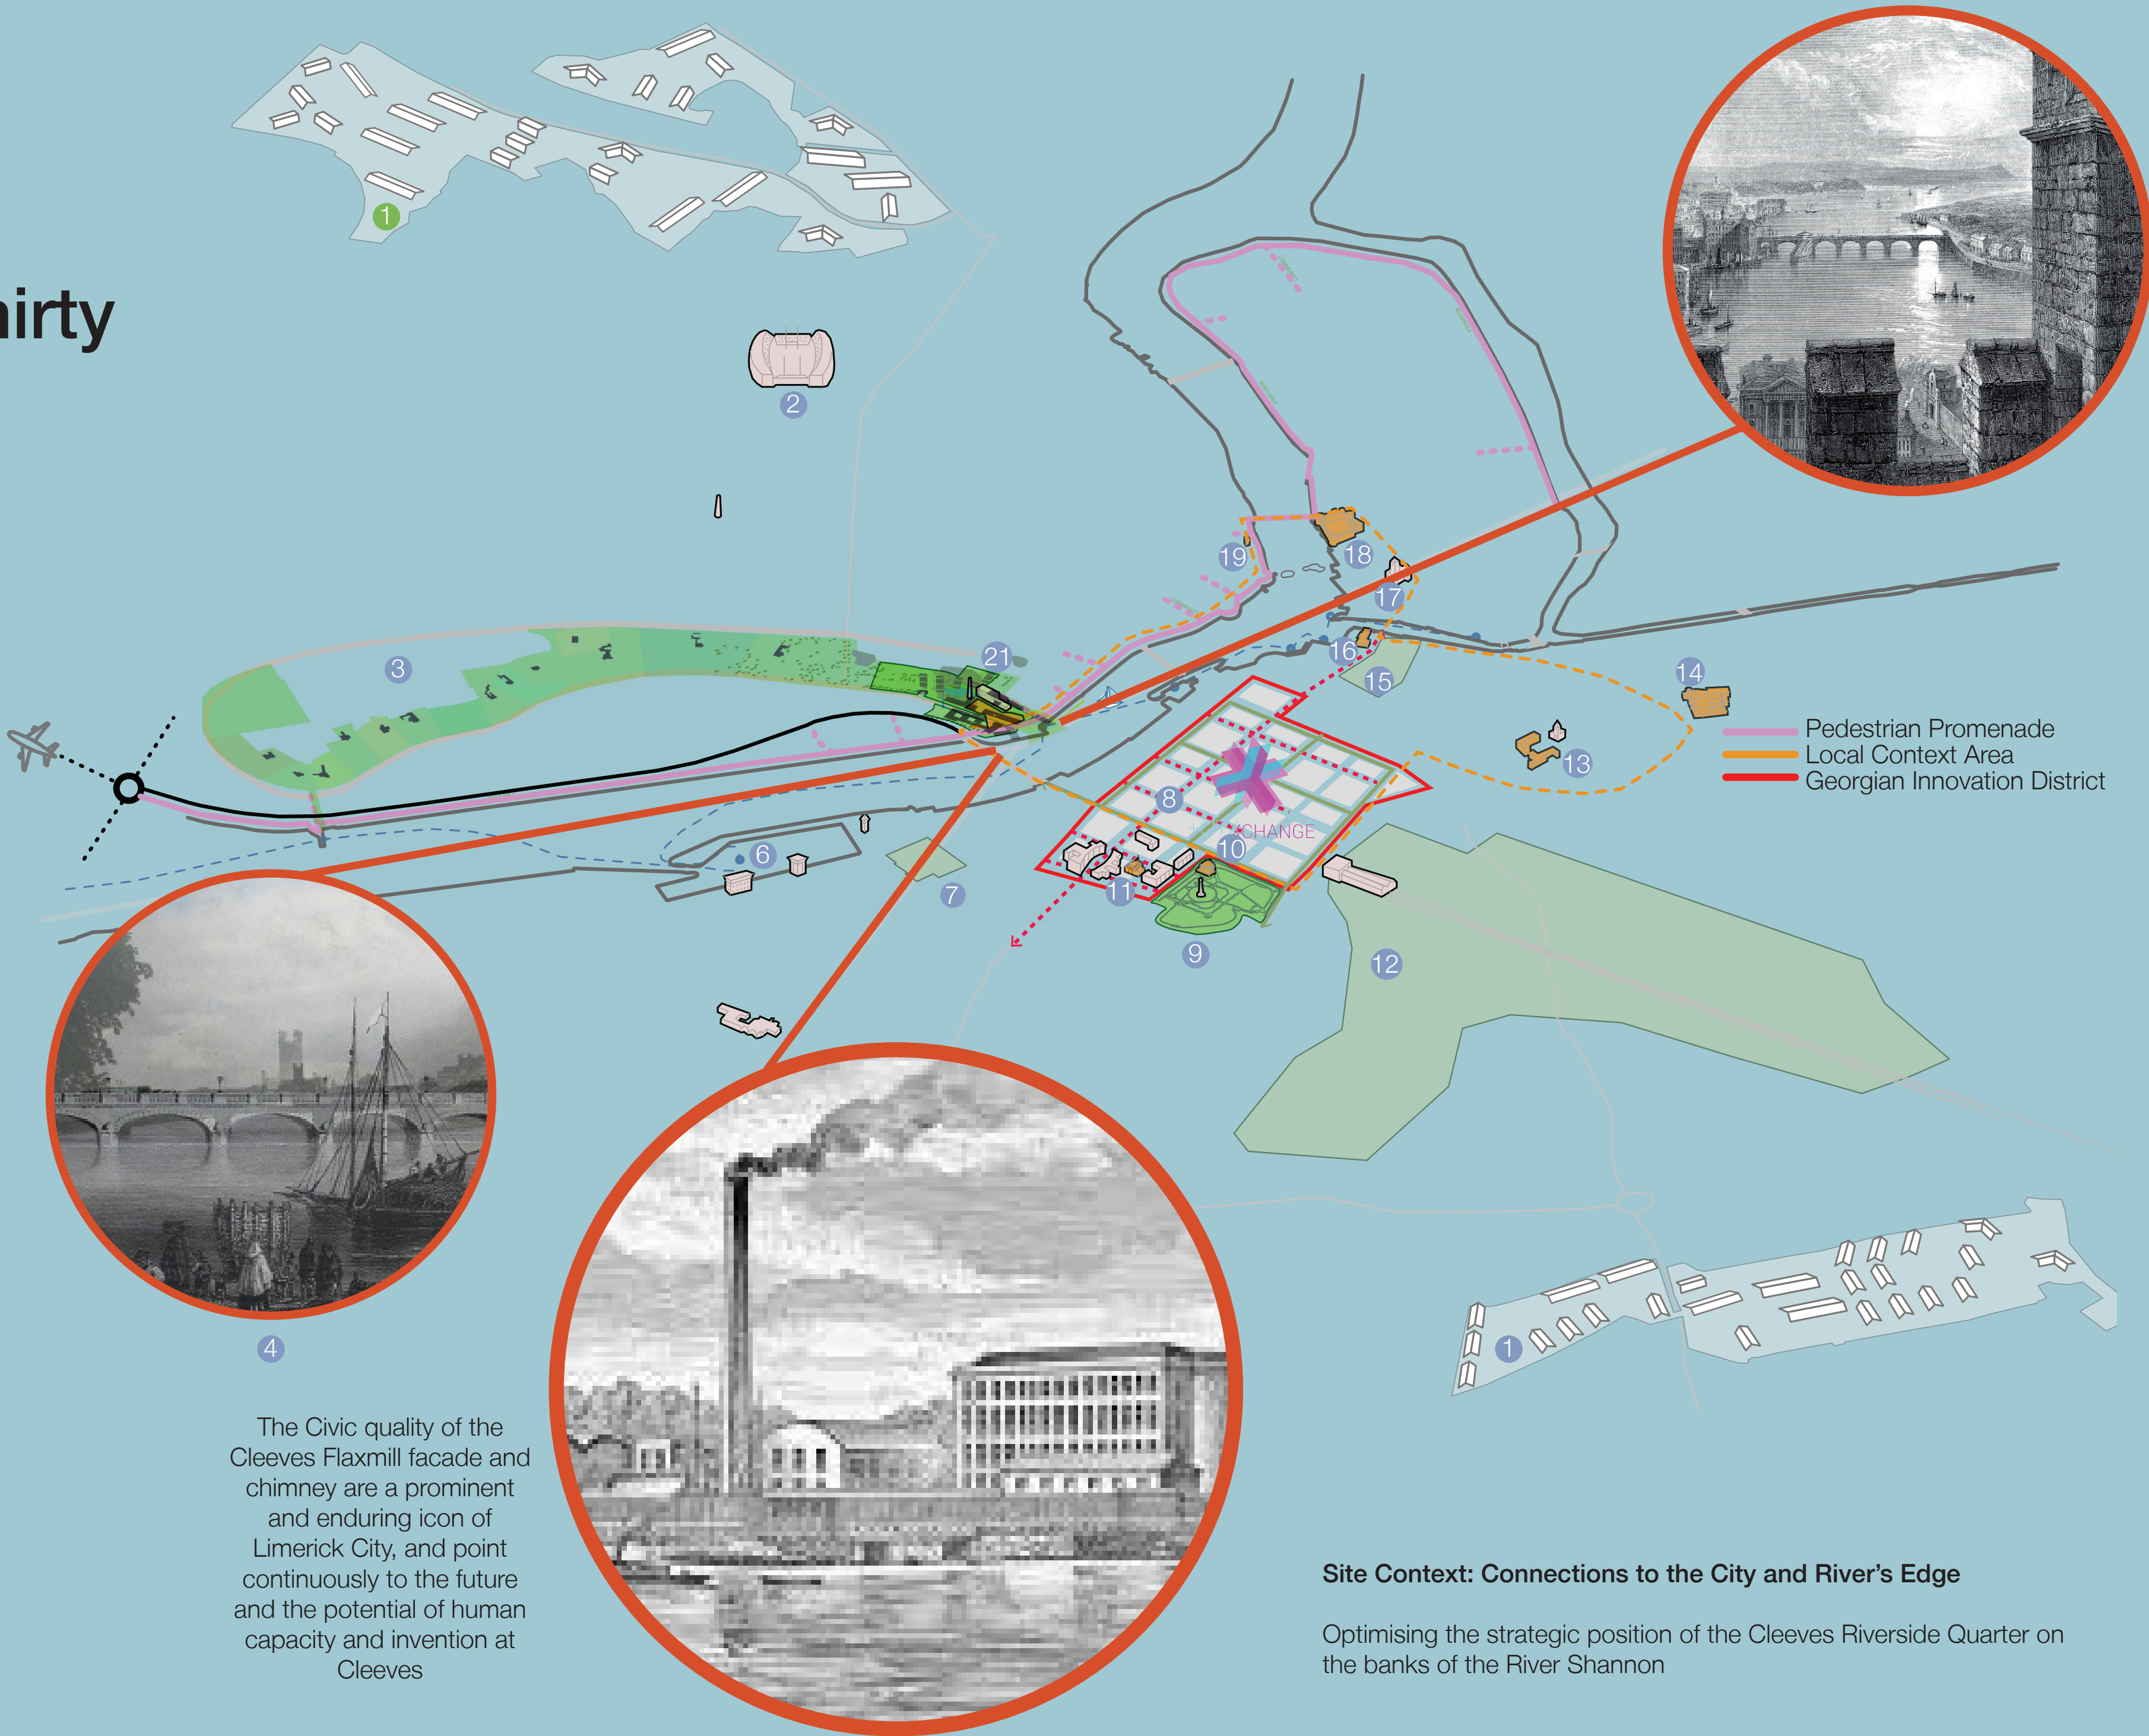 1
hirty
2
19
18
17
3
21
16
15
14
13
Pedestrian Promenade
Local Context Area
Georgian Innovation District
8
XCHANGE
10
6
7
11
9
12
4
1
The Civic quality of the
Cleeves Flaxmill facade and
chimney are a prominent
and enduring icon of
Limerick City, and point
continuously to the future
and the potential of human
capacity and invention at
Cleeves
Site Context: Connections to the City and River’s Edge
Optimising the strategic position of the Cleeves Riverside Quarter on
the banks of the River Shannon